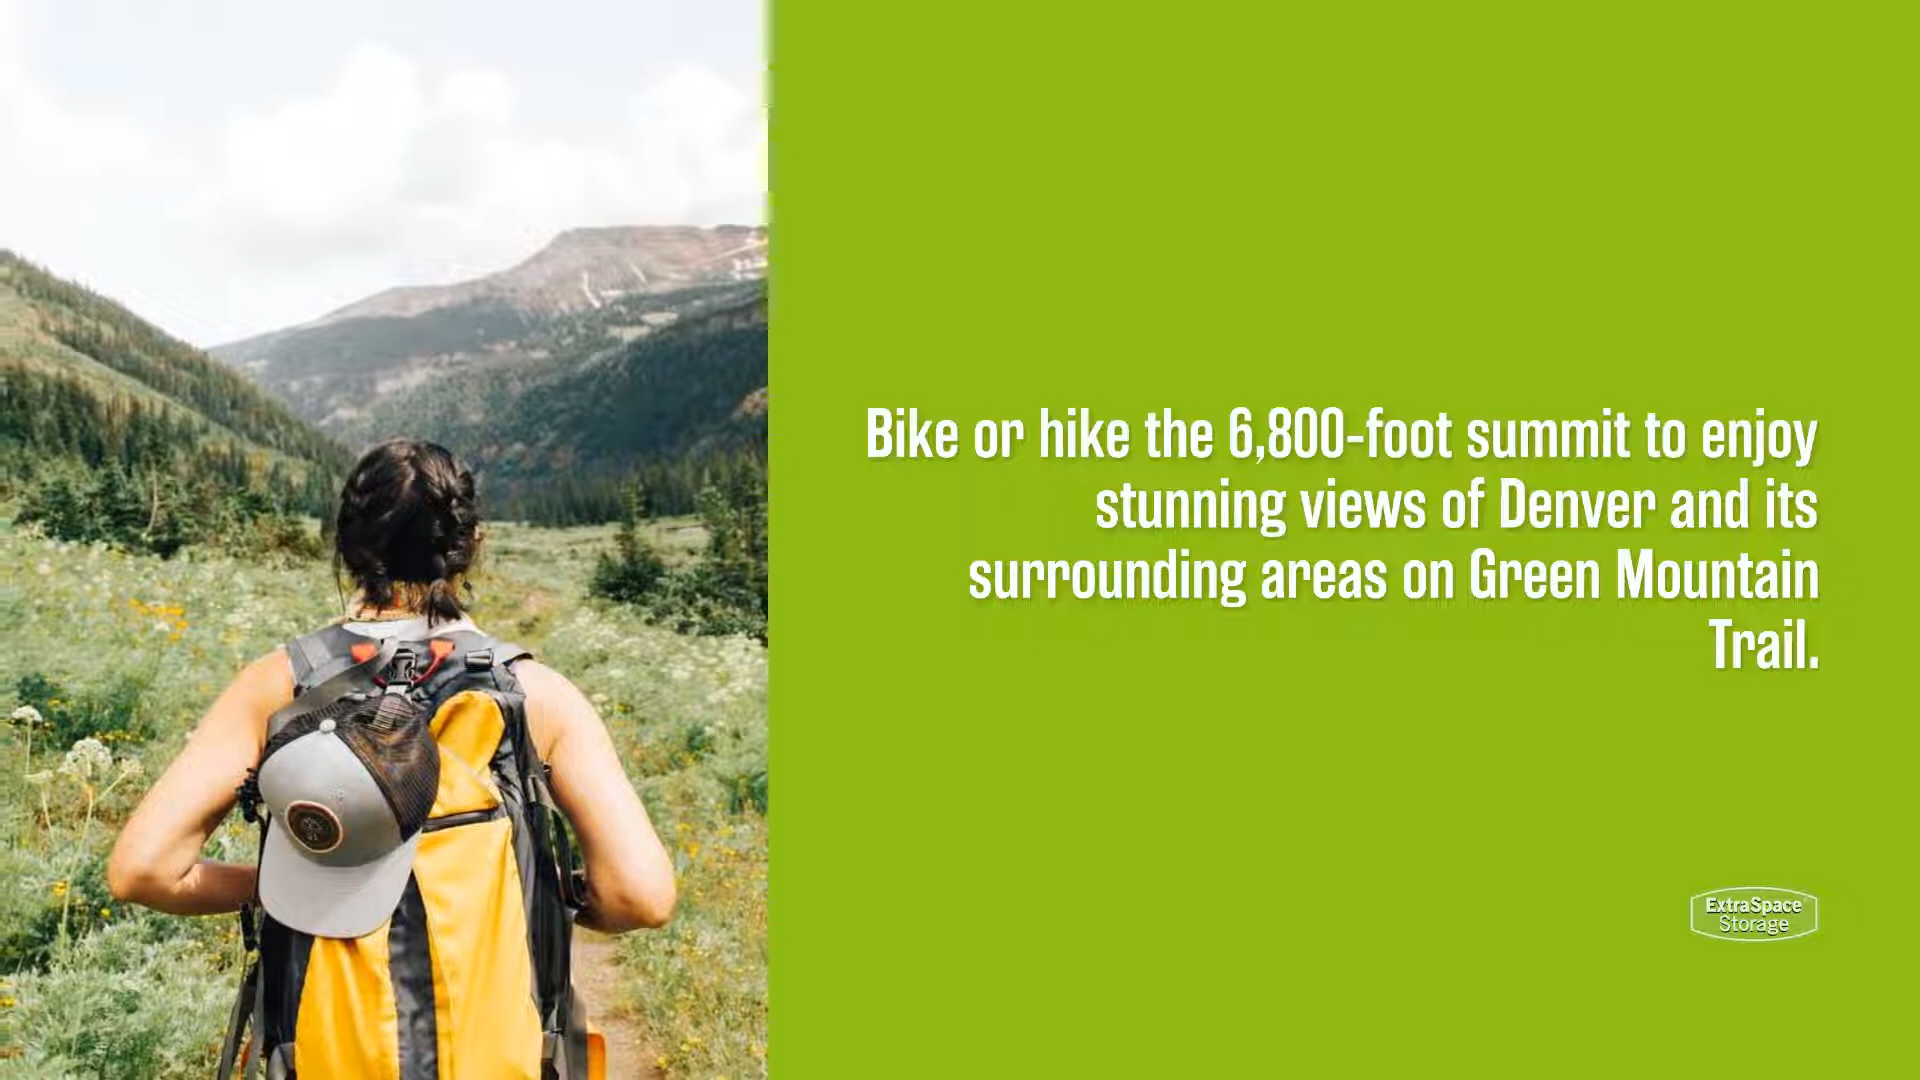 Bike or hike the 6,800-foot summit to enjoy
stunning views of Denver and its
surrounding areas on Green Mountain
Trail.
ExtraSpace
Storage